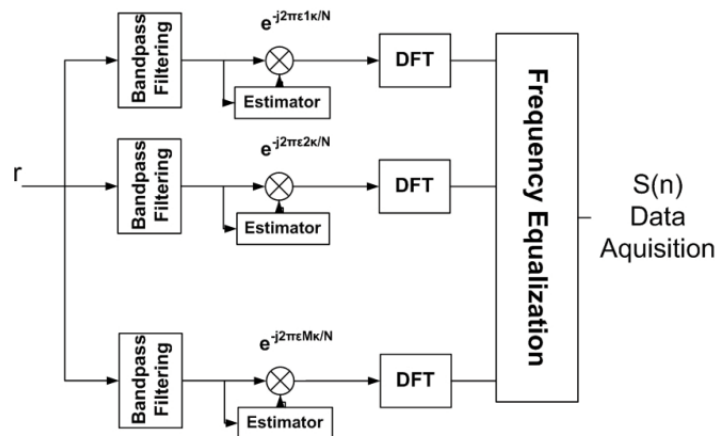 e-j2πε1κ/N
Bandpass
Filtering
DFT
Estimator
e-j2πε2κ/N
r
Bandpass
Filtering
DFT
Estimator
e-j2πεMκ/N
Bandpass
Filtering
DFT
Estimator
Frequency Equalization
S(n)
Data
Aquisition